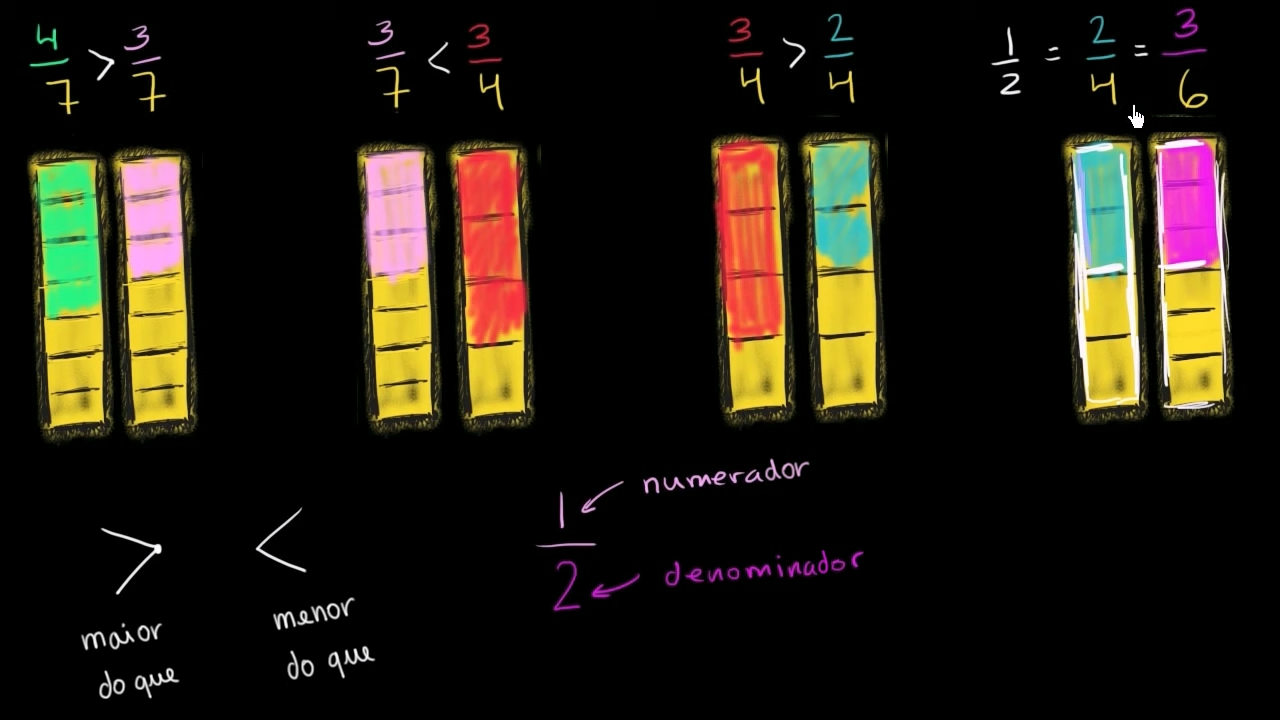 4/7 > 3/7
3/7 < 3/4
3/4 > 2/4
1/2 = 2/4 = 3/6
>
maior
do que
<
menor
do que
1/2
numerador
denominador